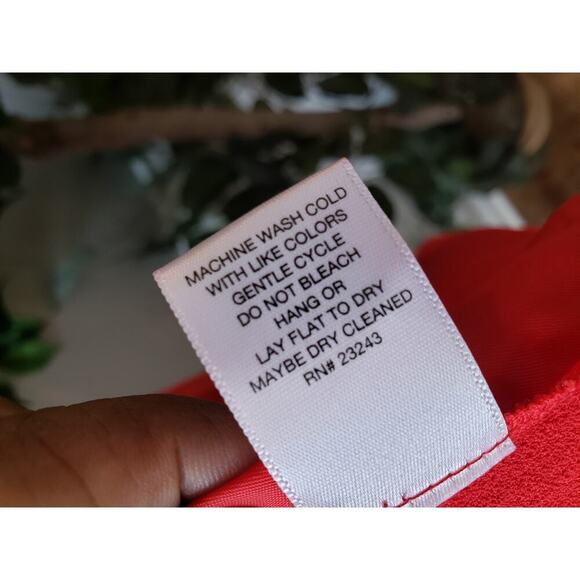 MACHINE WASH COLD
WITH LIKE COLORS
GENTLE CYCLE
DO NOT BLEACH
HANG OR
LAY FLAT TO DRY
MAYBE DRY CLEANED
RN# 23243